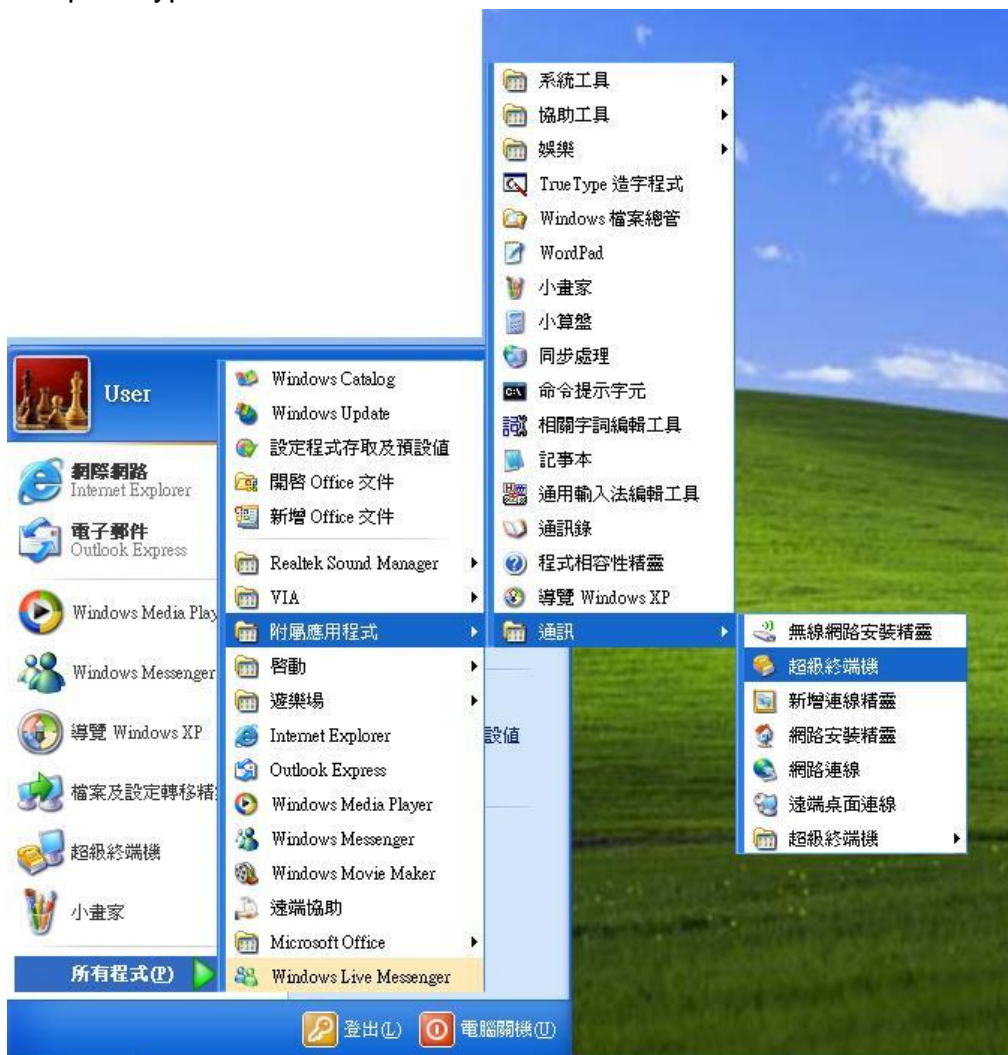 系統工具
協助工具
娛樂
TrueType 造字程式
Windows 檔案總管
WordPad
小畫家
小算盤
同步處理
命令提示字元
相關字詞編輯工具
記事本
通用輸入法編輯工具
通訊錄
程式相容性精靈
導覽 Windows XP
通訊
無線網路安裝精靈
超級終端機
新增連線精靈
網路安裝精靈
網路連線
遠端桌面連線
超級終端機
User
網際網路
Internet Explorer
電子郵件
Outlook Express
Windows Media Play
Windows Messenger
導覽 Windows XP
檔案及設定轉移精
超級終端機
小畫家
所有程式(P)
Windows Catalog
Windows Update
設定程式存取及預設值
開啓 Office 文件
新增 Office 文件
Realtek Sound Manager
VIA
附屬應用程式
啓動
遊樂場
Internet Explorer
Outlook Express
Windows Media Player
Windows Messenger
Windows Movie Maker
遠端協助
Microsoft Office
Windows Live Messenger
設值
登出(L)
電腦關機(U)